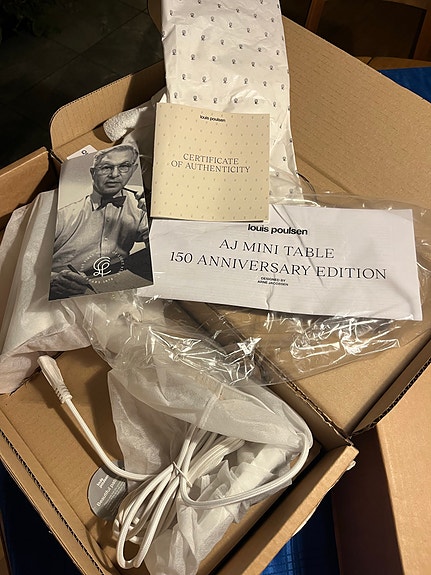 louis poulsen
CERTIFICATE
OF AUTHENTICITY
louis poulsen
AJ MINI TABLE
150 ANNIVERSARY EDITION
DESIGNED BY
ARNE JACOBSEN